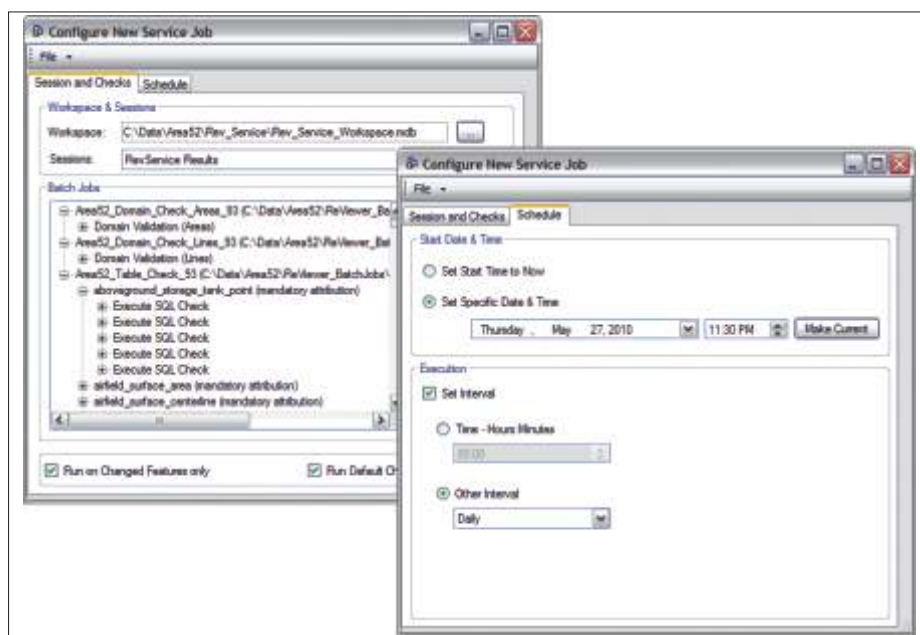 Configure New Service Job
File
Session and Checks Schedule
Workspace & Sessions
Workspace: C:\Data\Area52\Rev_Service\Rev_Service_Workspace.mdb ...
Sessions: RevService Results
Batch Jobs
Area52_Domain_Check_Areas_93 (C:\Data\Area52\ReViewer_Ba
Domain Validation (Areas)
Area52_Domain_Check_Lines_93 (C:\Data\Area52\ReViewer_Bat
Domain Validation (Lines)
Area52_Table_Check_93 (C:\Data\Area52\ReViewer_BatchJobs\
aboveground_storage_tank_point (mandatory attribution)
Execute SQL Check
Execute SQL Check
Execute SQL Check
Execute SQL Check
Execute SQL Check
airfield_surface_area (mandatory attribution)
airfield_surface_centerline (mandatory attribution)
Run on Changed Features only Run Default
Configure New Service Job
File
Session and Checks Schedule
Start Date & Time
Set Start Time to Now
Set Specific Date & Time
Thursday , May 27, 2010 11:30 PM Make Current
Execution
Set Interval
Time - Hours Minutes
00:00
Other Interval
Daily